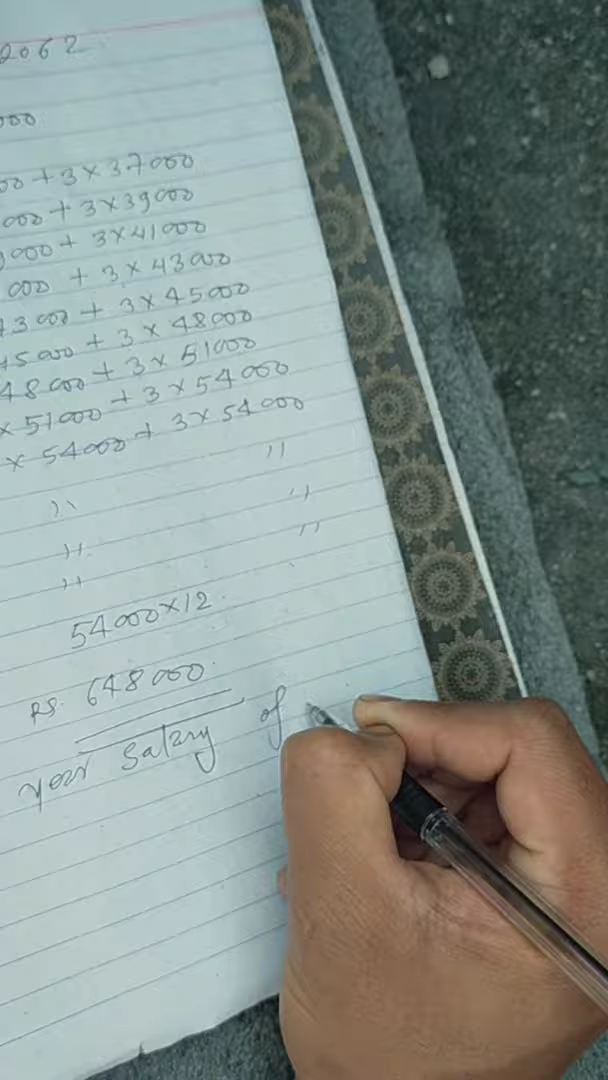 2062
000
00 + 3 × 37000
000 + 3 × 39000
9000 + 3 × 41000
000 + 3 × 43000
43000 + 3 × 45000
45000 + 3 × 48000
48000 + 3 × 51000
× 51000 + 3 × 54000
× 54000 + 3 × 54000
"
" "
" "
"
54000 × 12
RS. 648000
year Salary of